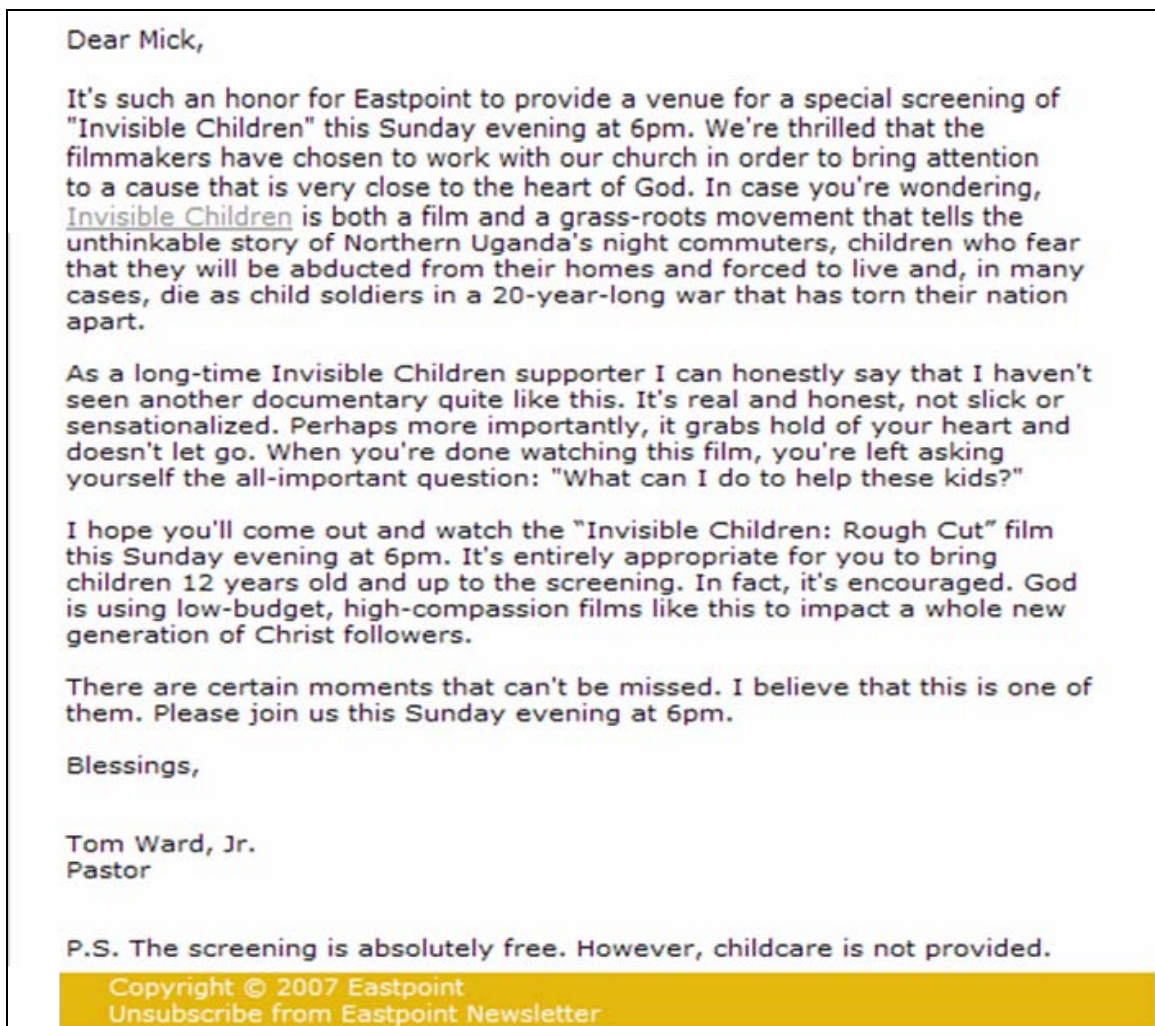 Dear Mick,
It's such an honor for Eastpoint to provide a venue for a special screening of
"Invisible Children" this Sunday evening at 6pm. We're thrilled that the
filmmakers have chosen to work with our church in order to bring attention
to a cause that is very close to the heart of God. In case you're wondering,
Invisible Children is both a film and a grass-roots movement that tells the
unthinkable story of Northern Uganda's night commuters, children who fear
that they will be abducted from their homes and forced to live and, in many
cases, die as child soldiers in a 20-year-long war that has torn their nation
apart.
As a long-time Invisible Children supporter I can honestly say that I haven't
seen another documentary quite like this. It's real and honest, not slick or
sensationalized. Perhaps more importantly, it grabs hold of your heart and
doesn't let go. When you're done watching this film, you're left asking
yourself the all-important question: "What can I do to help these kids?"
I hope you'll come out and watch the “Invisible Children: Rough Cut” film
this Sunday evening at 6pm. It's entirely appropriate for you to bring
children 12 years old and up to the screening. In fact, it's encouraged. God
is using low-budget, high-compassion films like this to impact a whole new
generation of Christ followers.
There are certain moments that can't be missed. I believe that this is one of
them. Please join us this Sunday evening at 6pm.
Blessings,
Tom Ward, Jr.
Pastor
P.S. The screening is absolutely free. However, childcare is not provided.
Copyright © 2007 Eastpoint
Unsubscribe from Eastpoint Newsletter